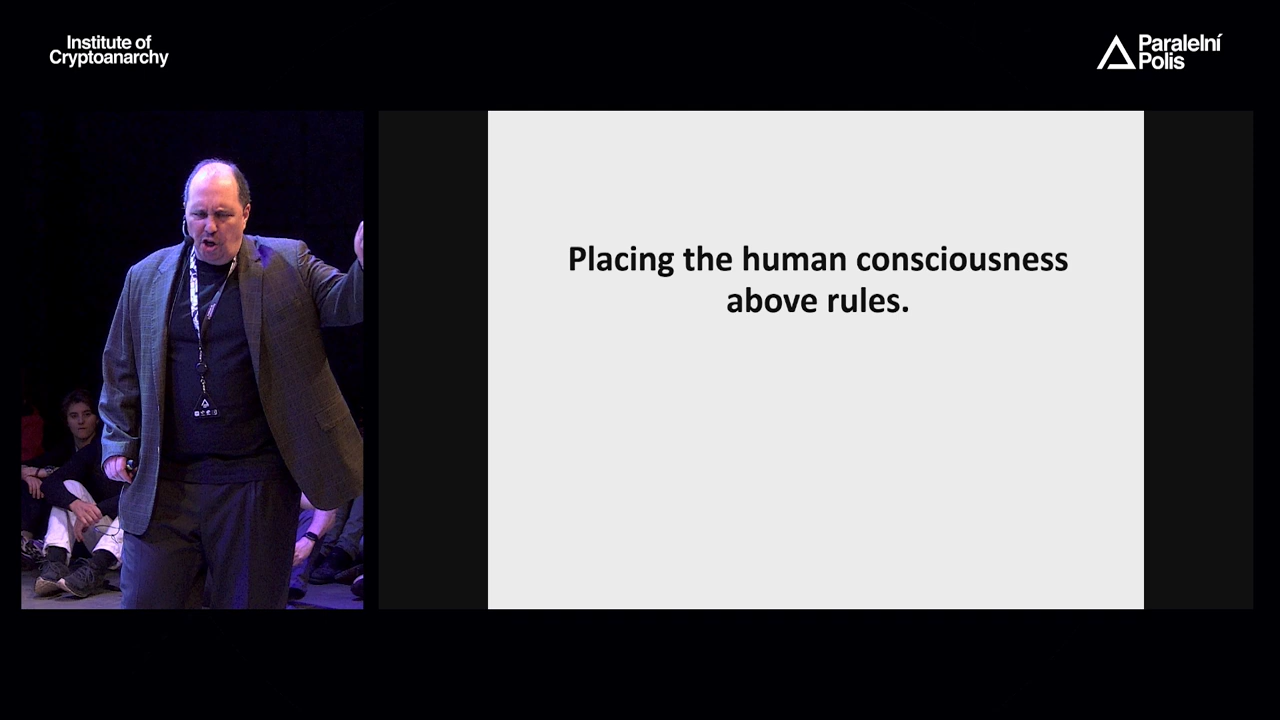 Institute of
Cryptoanarchy
Paralelní
Polis
Placing the human consciousness
above rules.